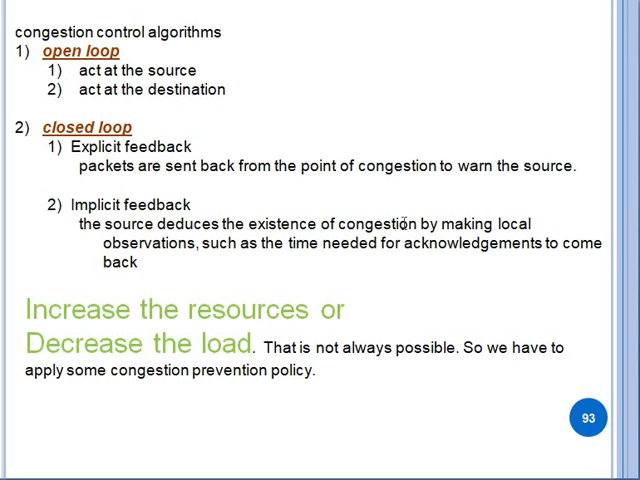 congestion control algorithms
1) open loop
1) act at the source
2) act at the destination
2) closed loop
1) Explicit feedback
packets are sent back from the point of congestion to warn the source.
2) Implicit feedback
the source deduces the existence of congestion by making local
observations, such as the time needed for acknowledgements to come
back
Increase the resources or
Decrease the load. That is not always possible. So we have to
apply some congestion prevention policy.
93